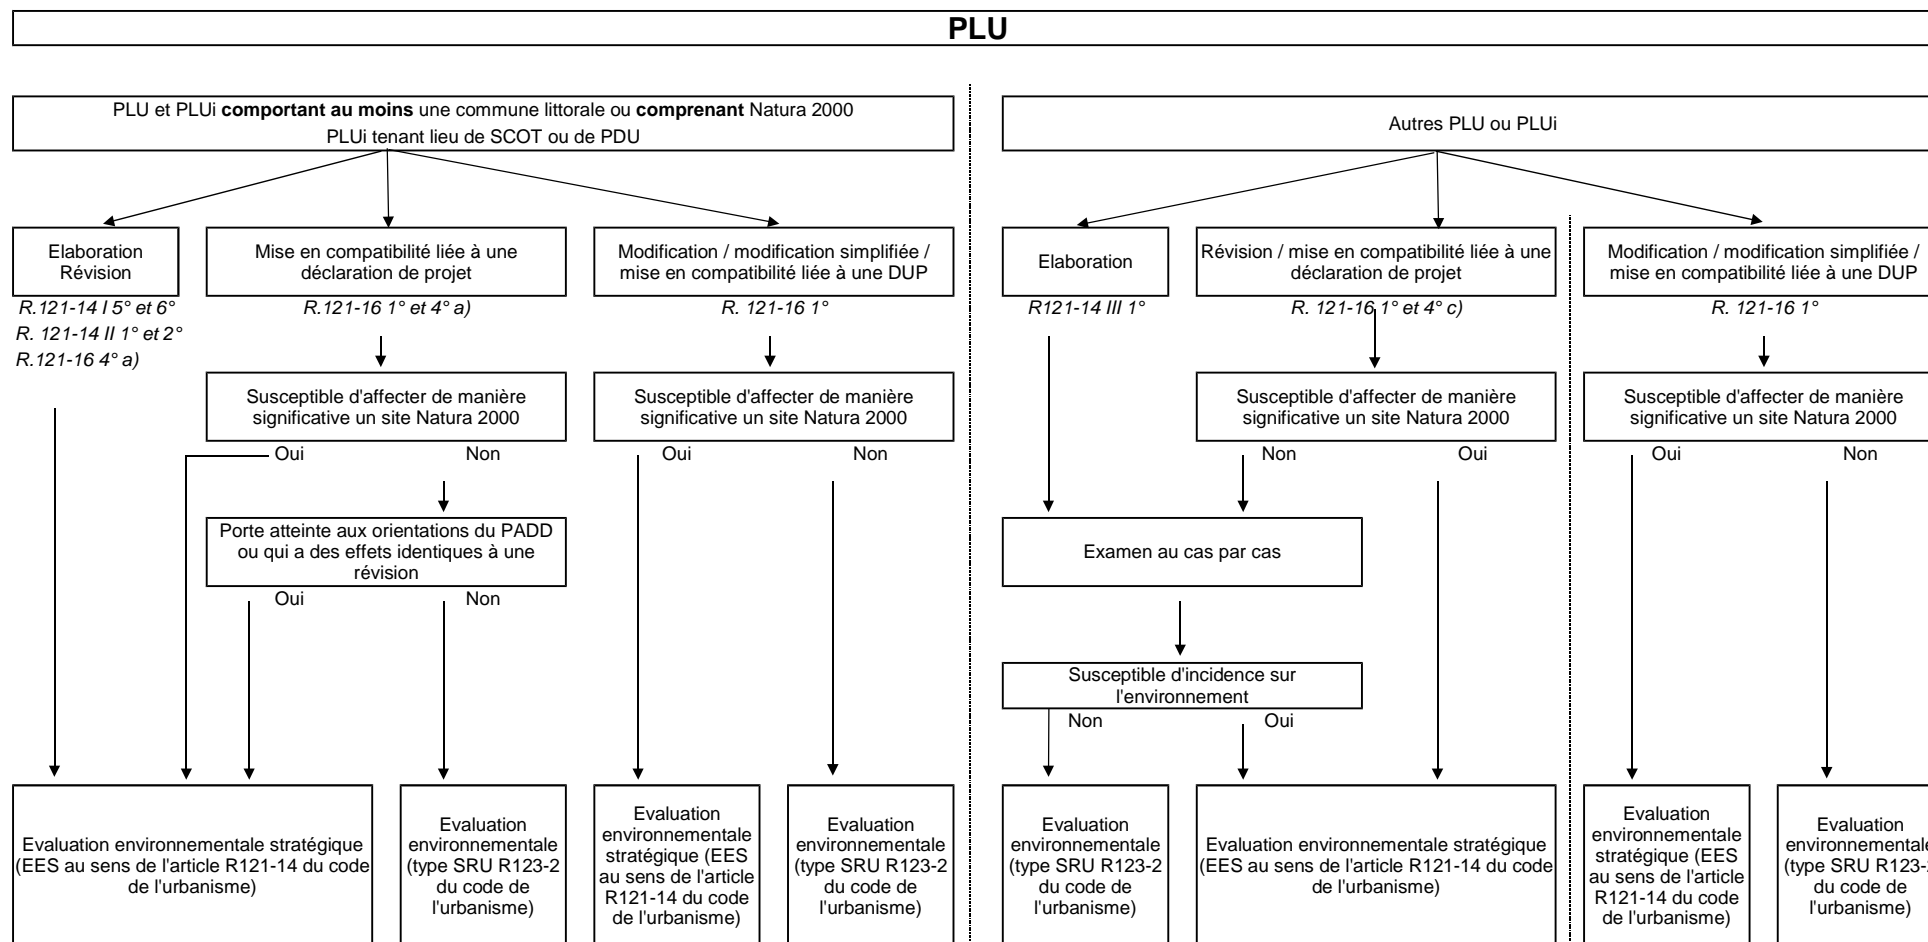 PLU
PLU et PLUi comportant au moins une commune littorale ou comprenant Natura 2000
PLUi tenant lieu de SCOT ou de PDU
Autres PLU ou PLUi
Elaboration
Révision
Mise en compatibilité liée à une
déclaration de projet
Modification / modification simplifiée /
mise en compatibilité liée à une DUP
Elaboration
Révision / mise en compatibilité liée à une
déclaration de projet
Modification / modification simplifiée /
mise en compatibilité liée à une DUP
R.121-14 I 5° et 6°
R. 121-14 II 1° et 2°
R.121-16 4° a)
R.121-16 1° et 4° a)
R. 121-16 1°
R121-14 III 1°
R. 121-16 1° et 4° c)
R. 121-16 1°
Susceptible d'affecter de manière
significative un site Natura 2000
Susceptible d'affecter de manière
significative un site Natura 2000
Susceptible d'affecter de manière
significative un site Natura 2000
Susceptible d'affecter de manière
significative un site Natura 2000
Oui
Non
Oui
Non
Non
Oui
Oui
Non
Porte atteinte aux orientations du PADD
ou qui a des effets identiques à une
révision
Examen au cas par cas
Oui
Non
Susceptible d'incidence sur
l'environnement
Non
Oui
Evaluation environnementale stratégique
(EES au sens de l'article R121-14 du code
de l'urbanisme)
Evaluation
environnementale
(type SRU R123-2
du code de
l'urbanisme)
Evaluation
environnementale
stratégique (EES
au sens de l'article
R121-14 du code
de l'urbanisme)
Evaluation
environnementale
(type SRU R123-2
du code de
l'urbanisme)
Evaluation
environnementale
(type SRU R123-2
du code de
l'urbanisme)
Evaluation environnementale stratégique
(EES au sens de l'article R121-14 du code
de l'urbanisme)
Evaluation
environnementale
stratégique (EES
au sens de l'article
R121-14 du code
de l'urbanisme)
Evaluation
environnementale
(type SRU R123-2
du code de
l'urbanisme)